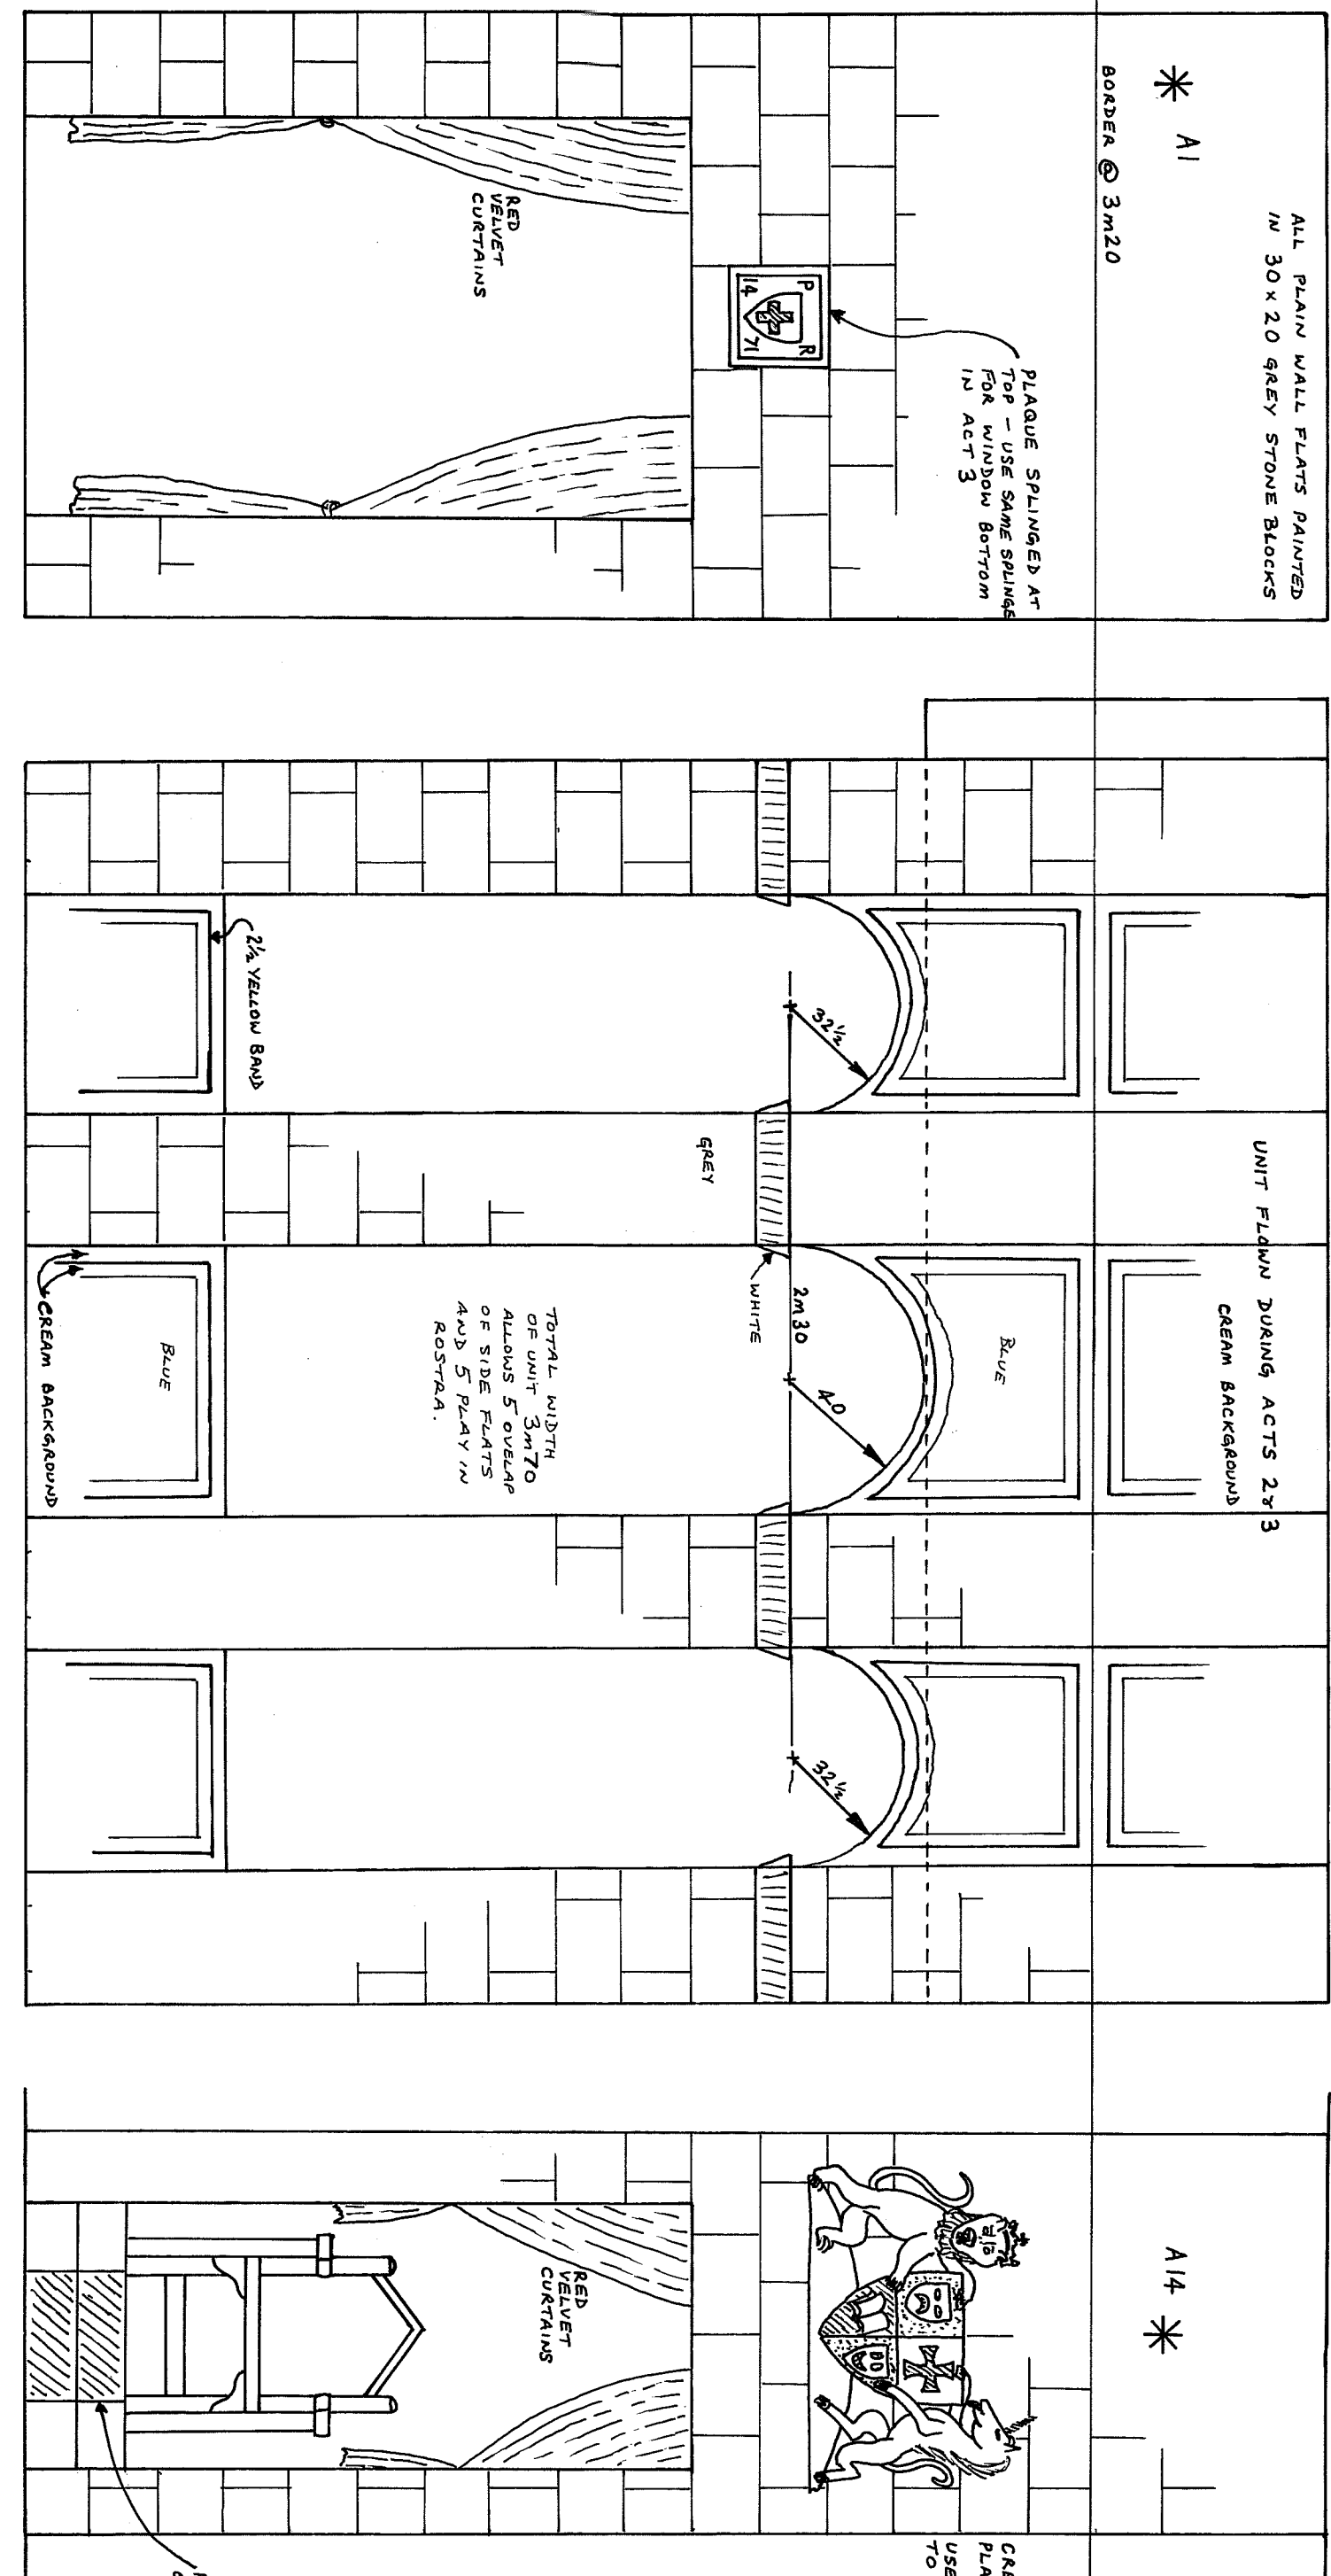 ALL PLAIN WALL FLATS PAINTED
IN 30 x 20 GREY STONE BLOCKS
A1
BORDER @ 3m20
PLAQUE SPLINGED AT
TOP - USE SAME SPLINGE
FOR WINDOW BOTTOM
IN ACT 3
P R
14 71
RED
VELVET
CURTAINS
UNIT FLOWN DURING ACTS 2 & 3
CREAM BACKGROUND
BLUE
32½
2m30
40
32½
WHITE
GREY
TOTAL WIDTH
OF UNIT 3m70
ALLOWS 5 OVELAP
OF SIDE FLATS
AND 5 PLAY IN
ROSTRA.
2½ YELLOW BAND
BLUE
CREAM BACKGROUND
A14
RED
VELVET
CURTAINS
CRE
PLA
USE
TO